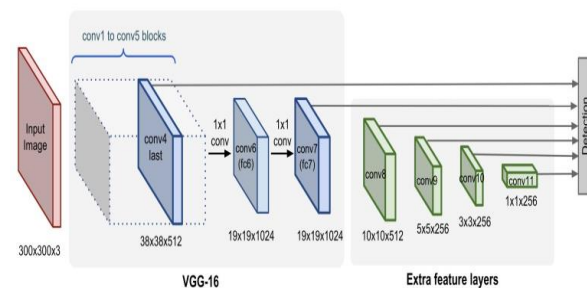 conv1 to conv5 blocks
Input
Image
300x300x3
conv4
last
38x38x512
1x1
conv
conv6
(fc6)
19x19x1024
1x1
conv
conv7
(fc7)
19x19x1024
VGG-16
conv8
10x10x512
conv9
5x5x256
conv10
3x3x256
conv11
1x1x256
Extra feature layers
Detection